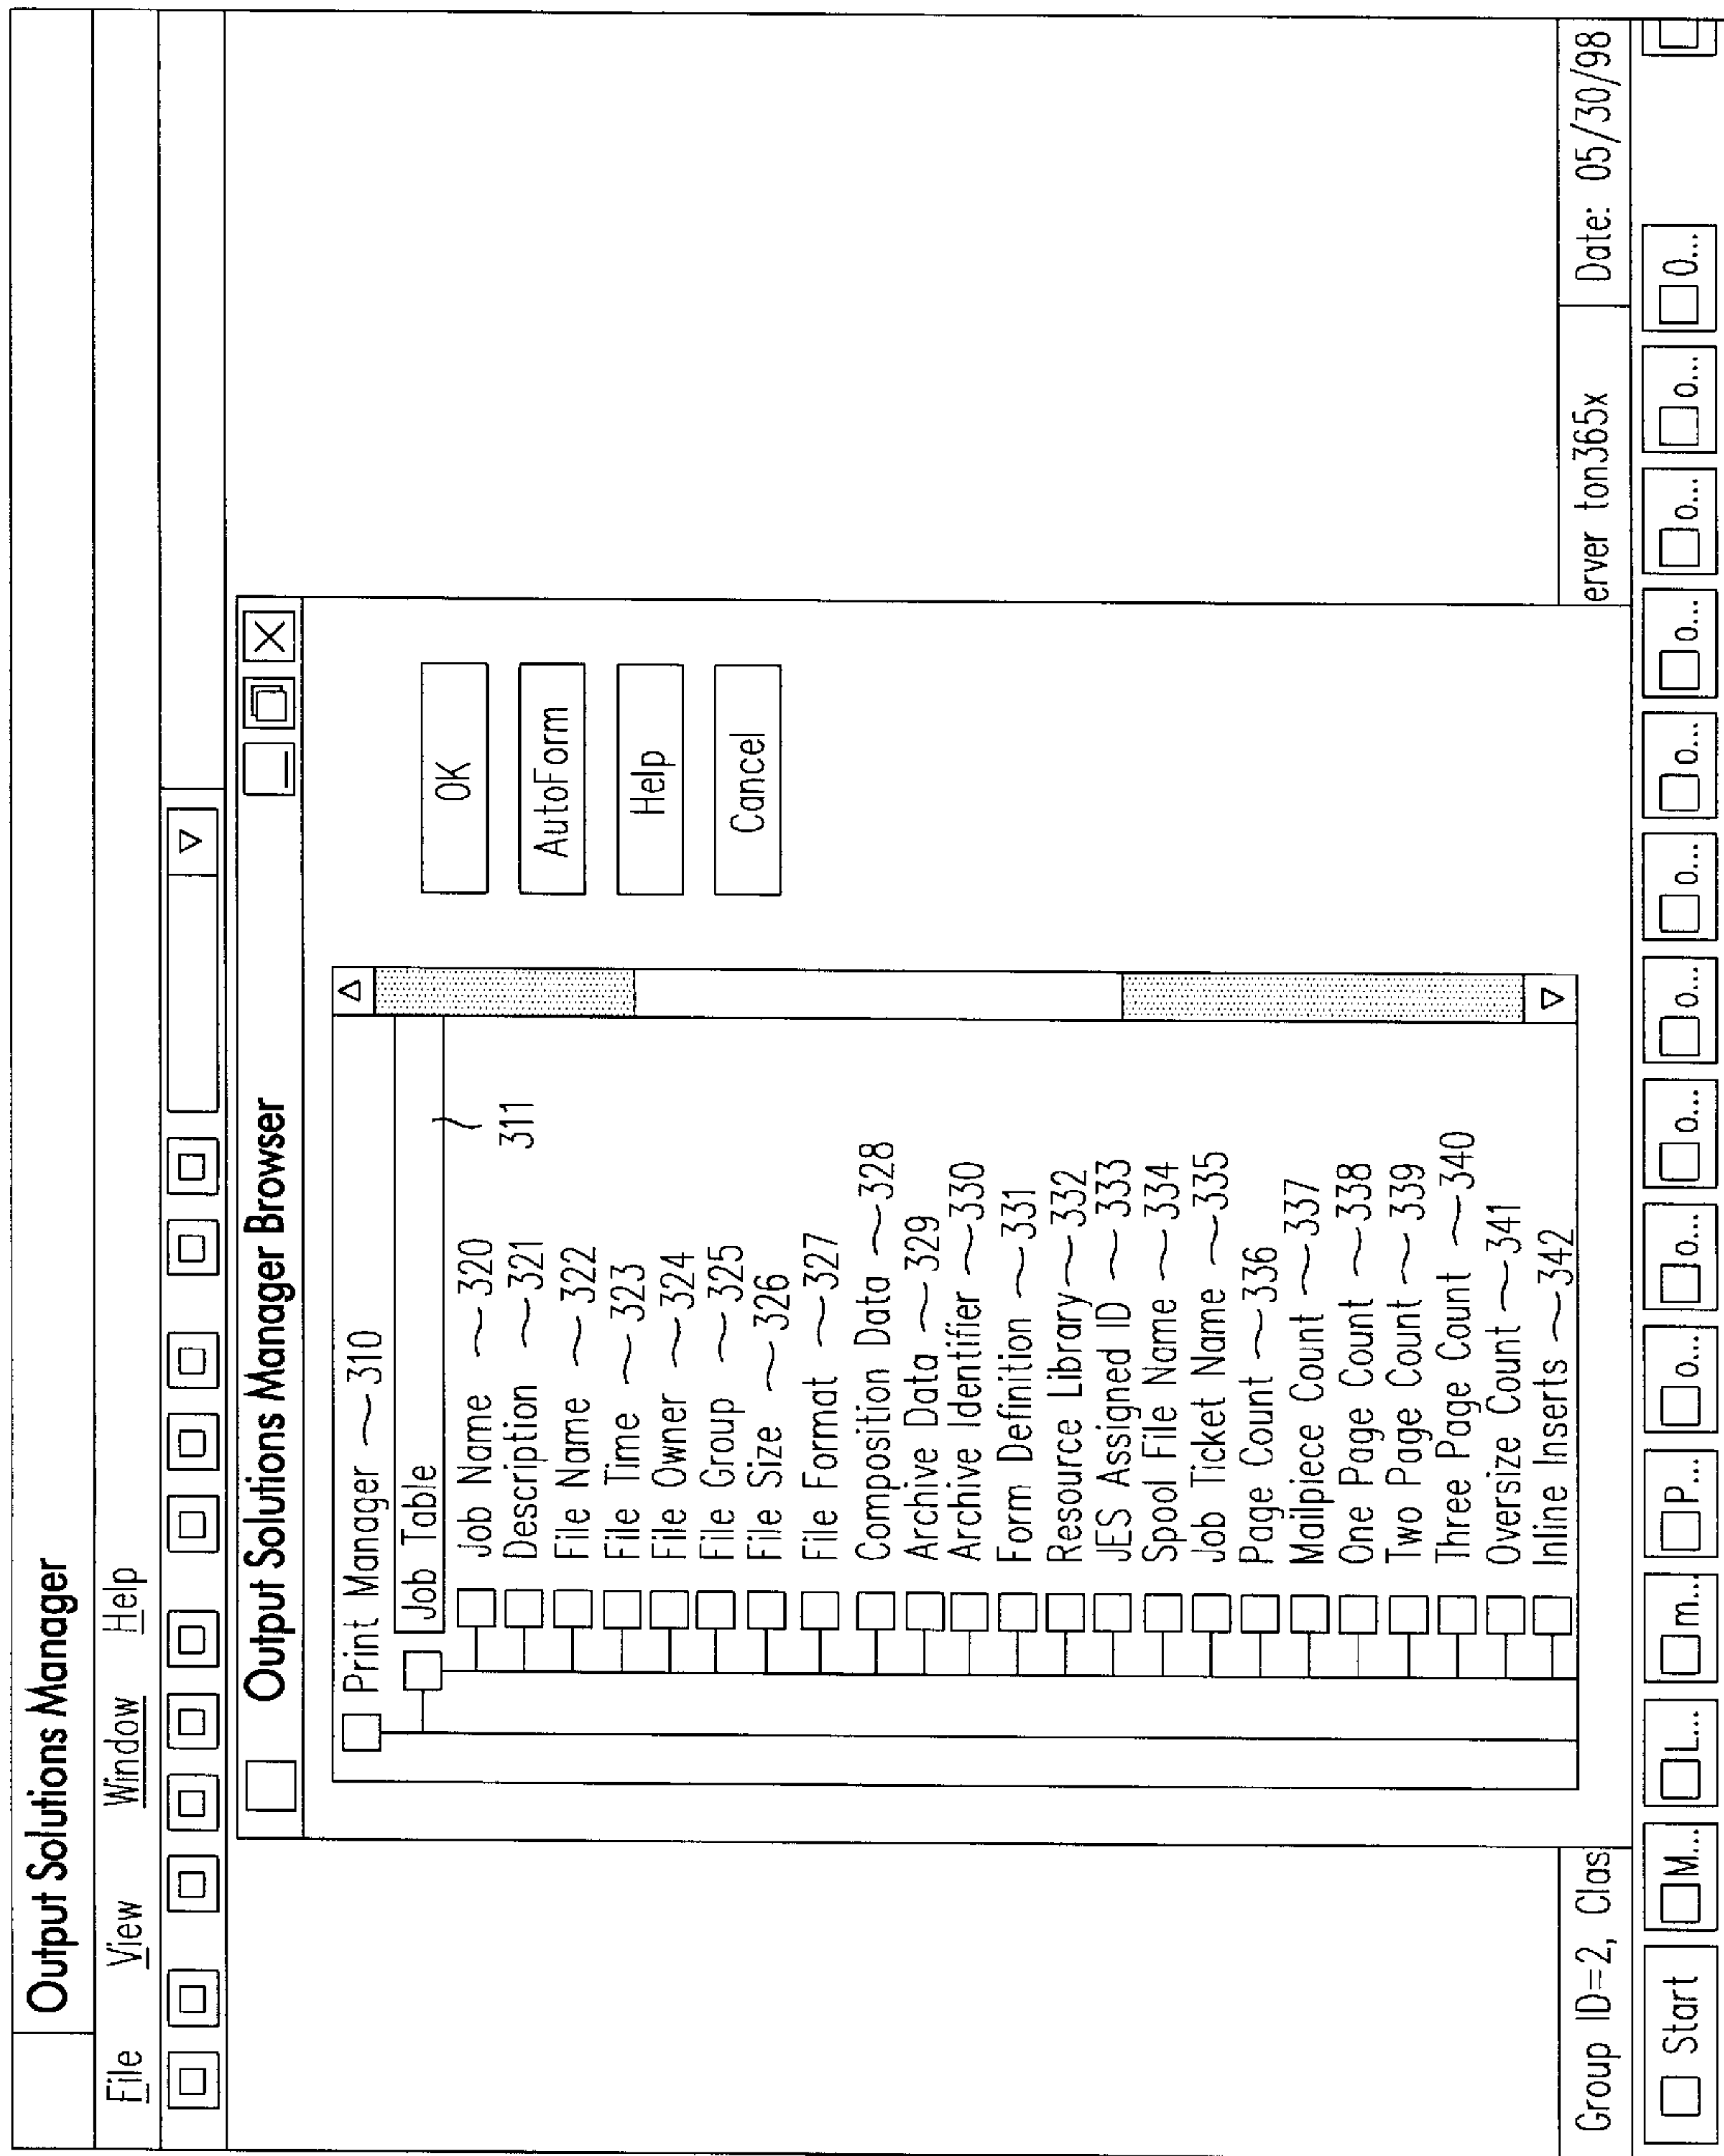 Output Solutions Manager
File View Window Help
Output Solutions Manager Browser
Print Manager ~310
Job Table
311
Job Name ~320
Description ~321
File Name ~322
File Time ~323
File Owner ~324
File Group ~325
File Size ~326
File Format ~327
Composition Data ~328
Archive Data ~329
Archive Identifier ~330
Form Definition ~331
Resource Library ~332
JES Assigned ID ~333
Spool File Name ~334
Job Ticket Name ~335
Page Count ~336
Mailpiece Count ~337
One Page Count ~338
Two Page Count ~339
Three Page Count ~340
Oversize Count ~341
Inline Inserts ~342
OK
AutoForm
Help
Cancel
Group ID=2, Clas
erver ton365x
Date: 05/30/98
Start M... L... m... P... o... o... o... o... o... o... o... o... o... O...